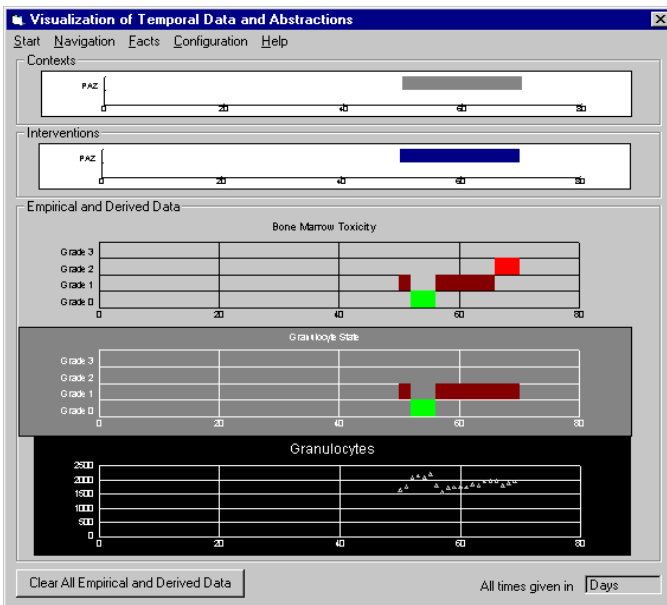 Visualization of Temporal Data and Abstractions
Start Navigation Facts Configuration Help
Contexts
PAZ
0 20 40 60 80
Interventions
PAZ
0 20 40 60 80
Empirical and Derived Data
Bone Marrow Toxicity
Grade 3
Grade 2
Grade 1
Grade 0
0 20 40 60 80
Granulocyte State
Grade 3
Grade 2
Grade 1
Grade 0
0 20 40 60 80
Granulocytes
2500
2000
1500
1000
500
0
0 20 40 60 80
Clear All Empirical and Derived Data
All times given in Days